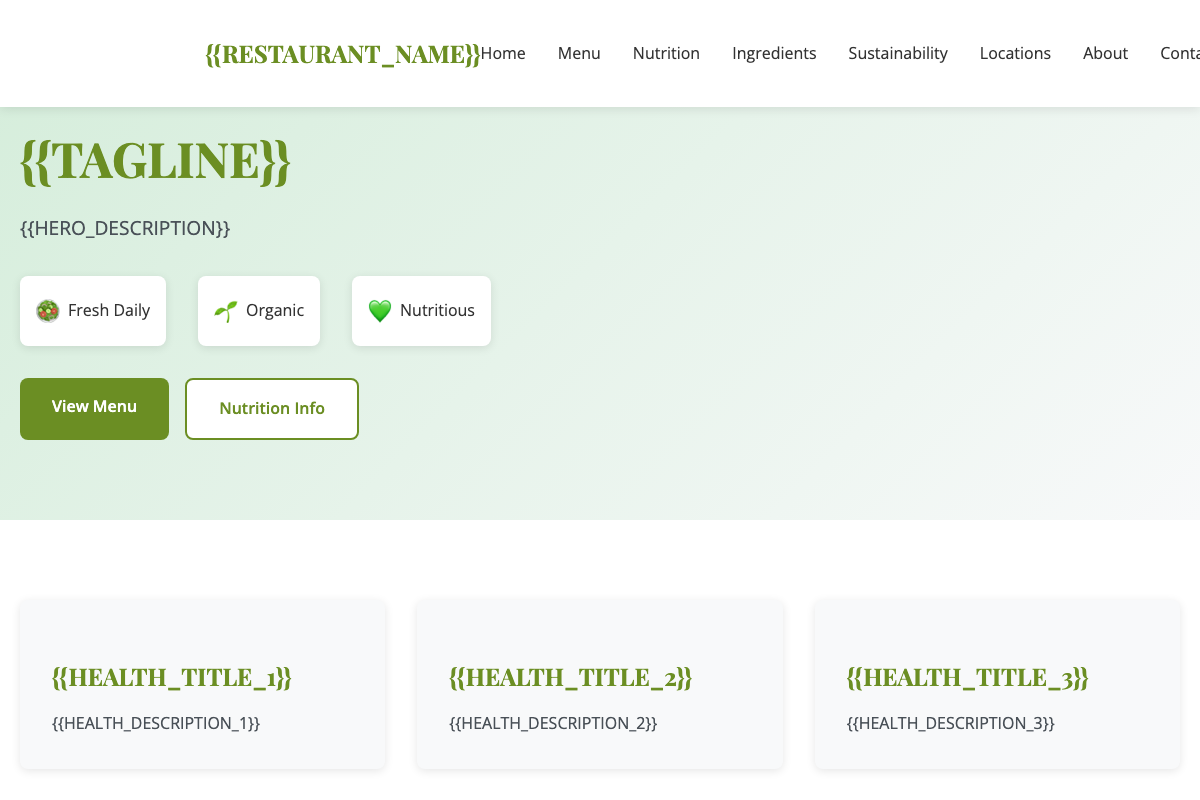 {{RESTAURANT_NAME}} Home Menu Nutrition Ingredients Sustainability Locations About Conta
{{TAGLINE}}
{{HERO_DESCRIPTION}}
Fresh Daily Organic Nutritious
View Menu Nutrition Info
{{HEALTH_TITLE_1}} {{HEALTH_TITLE_2}} {{HEALTH_TITLE_3}}
{{HEALTH_DESCRIPTION_1}} {{HEALTH_DESCRIPTION_2}} {{HEALTH_DESCRIPTION_3}}